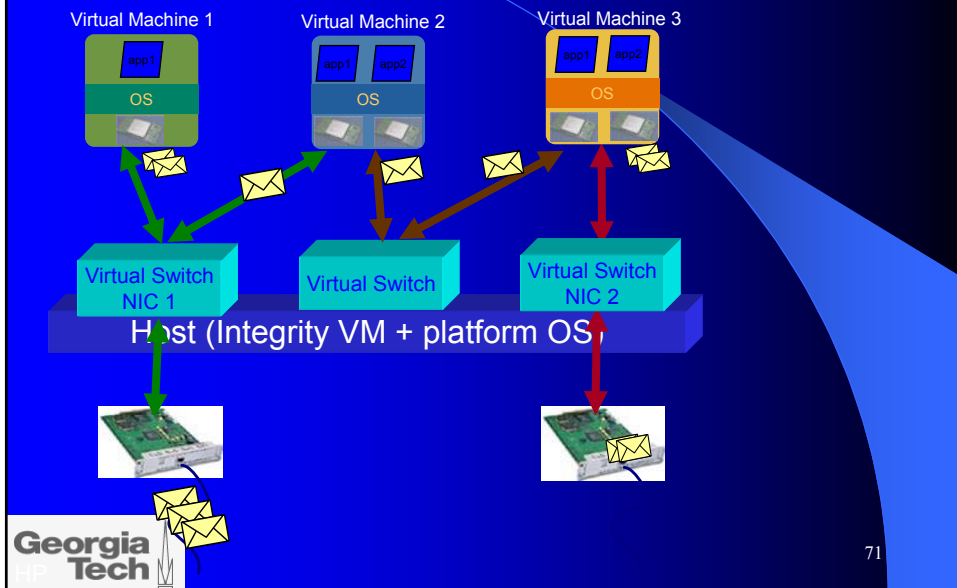 Virtual Machine 1
Virtual Machine 2
Virtual Machine 3
app1
app1
app2
app1
app2
OS
OS
OS
Virtual Switch
NIC 1
Virtual Switch
Virtual Switch
NIC 2
Host (Integrity VM + platform OS)
Georgia
Tech
HP
71